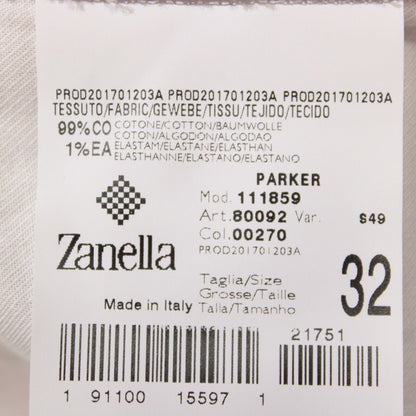 PROD201701203A PROD201701203A PROD201701203A
TESSUTO/FABRIC/GEWEBE/TISSU/TEJIDO/TECIDO
99%CO COTONE/COTTON/BAUMWOLLE
COTON/ALGODON/ALGODAO
1%EA ELASTAM/ELASTANE/ELASTHAN
ELASTHANNE/ELASTANO/ELASTANO
PARKER
Mod. 111859
Art. 80092 Var. S49
Col. 00270
PROD201701203A
Zanella
Taglia/Size
Grosse/Taille
Talla/Tamanho
32
Made in Italy
21751
1 91100 15597 1